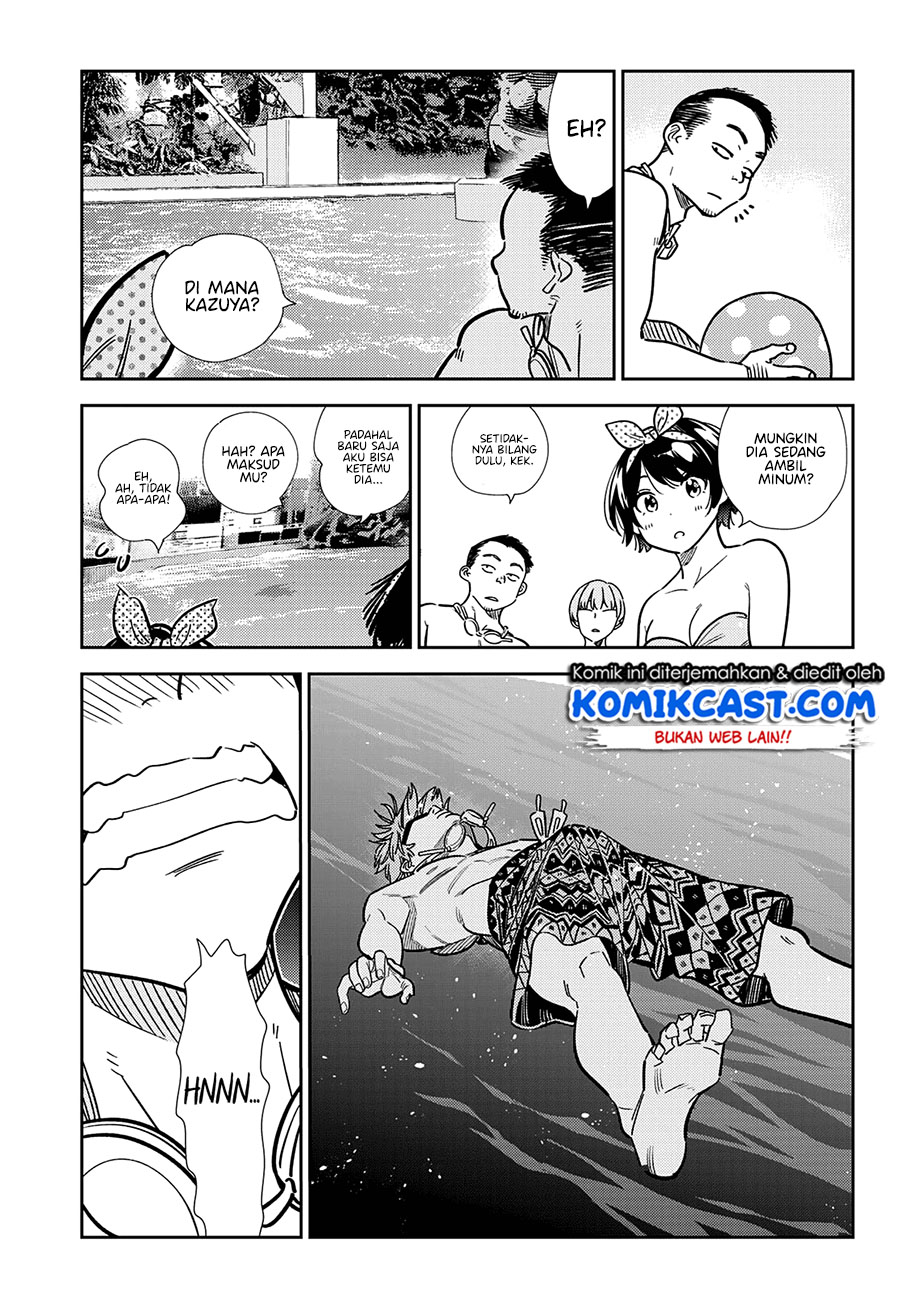 EH?
DI MANA
KAZUYA?
MUNGKIN
DIA SEDANG
AMBIL
MINUM?
SETIDAK-
NYA BILANG
DULU, KEK.
PADAHAL
BARU SAJA
AKU BISA
KETEMU
DIA...
HAH? APA
MAKSUD
MU?
EH,
AH, TIDAK
APA-APA!
Komik ini diterjemahkan & diedit oleh
KOMIKCAST.COM
BUKAN WEB LAIN!!
HNNN...